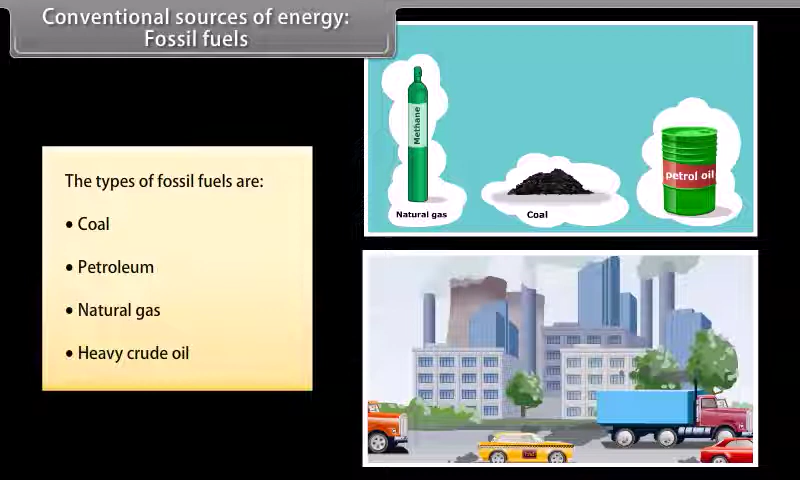 Conventional sources of energy:
Fossil fuels
The types of fossil fuels are:
• Coal
• Petroleum
• Natural gas
• Heavy crude oil
Methane
petrol oil
Natural gas
Coal